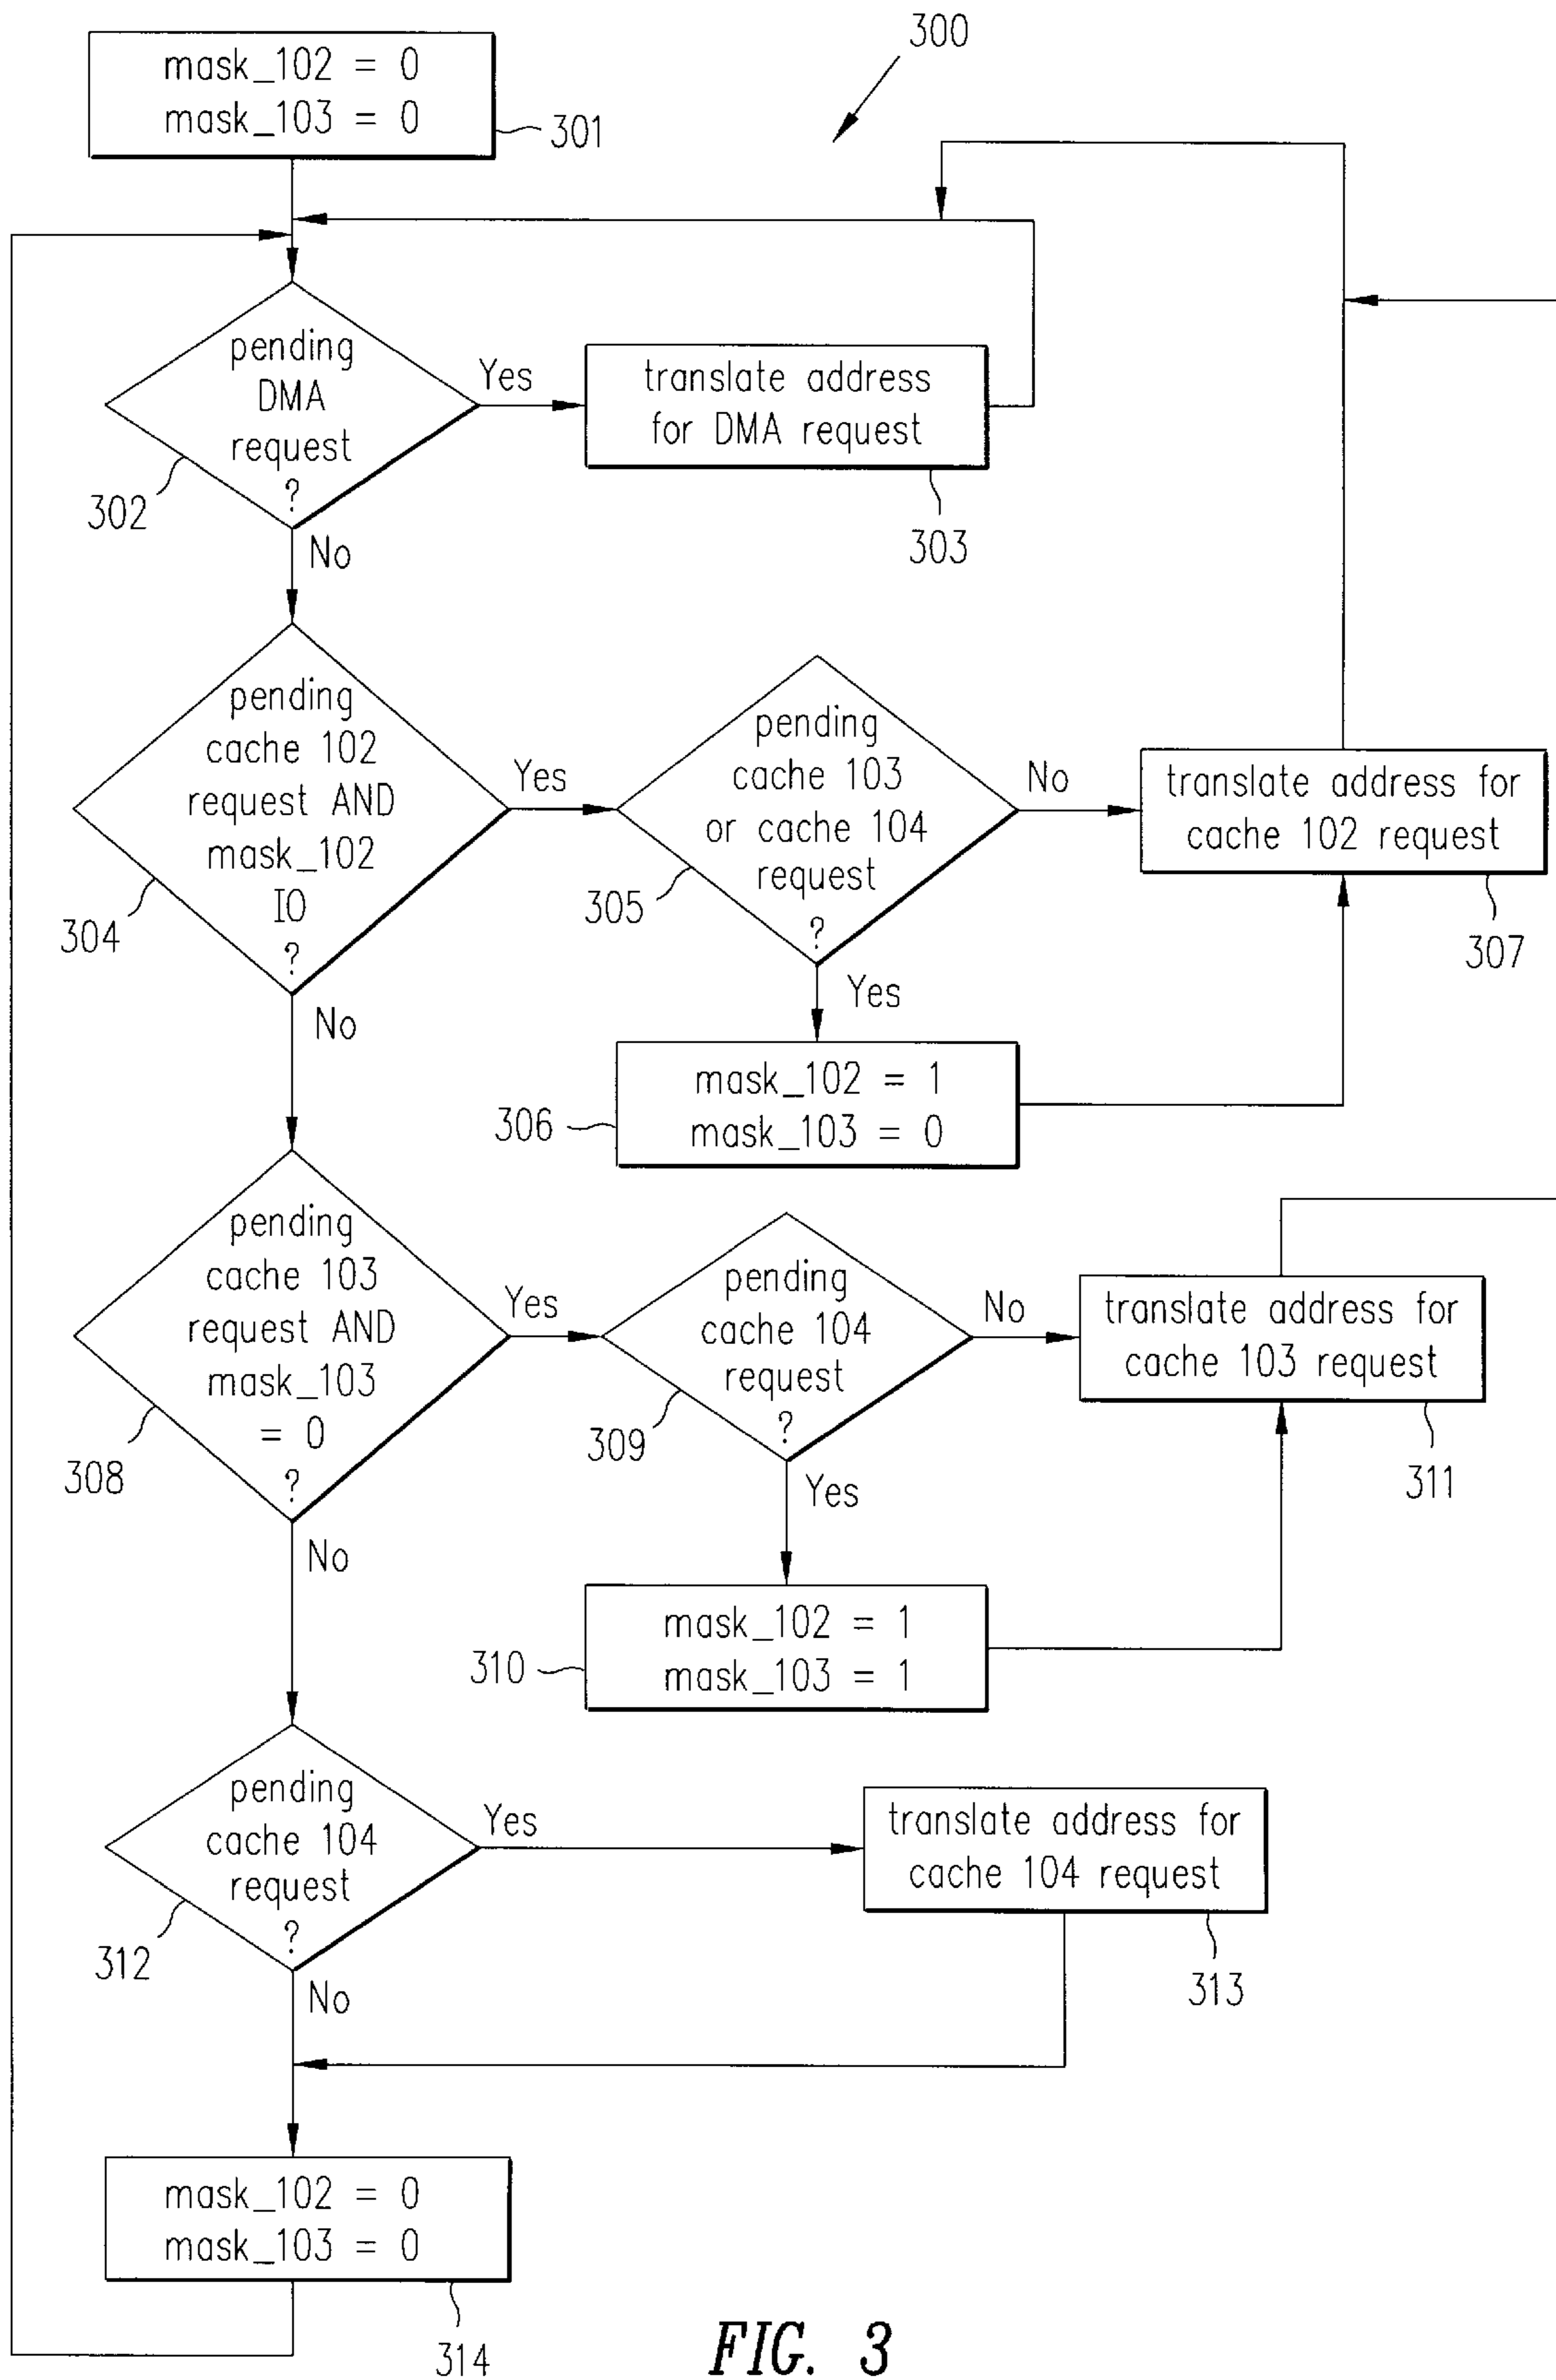 300
mask_102 = 0
mask_103 = 0
301
pending
DMA
request
?
302
Yes
translate address
for DMA request
303
No
pending
cache 102
request AND
mask_102
IO
?
304
Yes
pending
cache 103
or cache 104
request
?
305
No
translate address for
cache 102 request
307
Yes
mask_102 = 1
mask_103 = 0
306
No
pending
cache 103
request AND
mask_103
= 0
?
308
Yes
pending
cache 104
request
?
309
No
translate address for
cache 103 request
311
Yes
mask_102 = 1
mask_103 = 1
310
No
pending
cache 104
request
?
312
Yes
translate address for
cache 104 request
313
No
mask_102 = 0
mask_103 = 0
314
FIG. 3